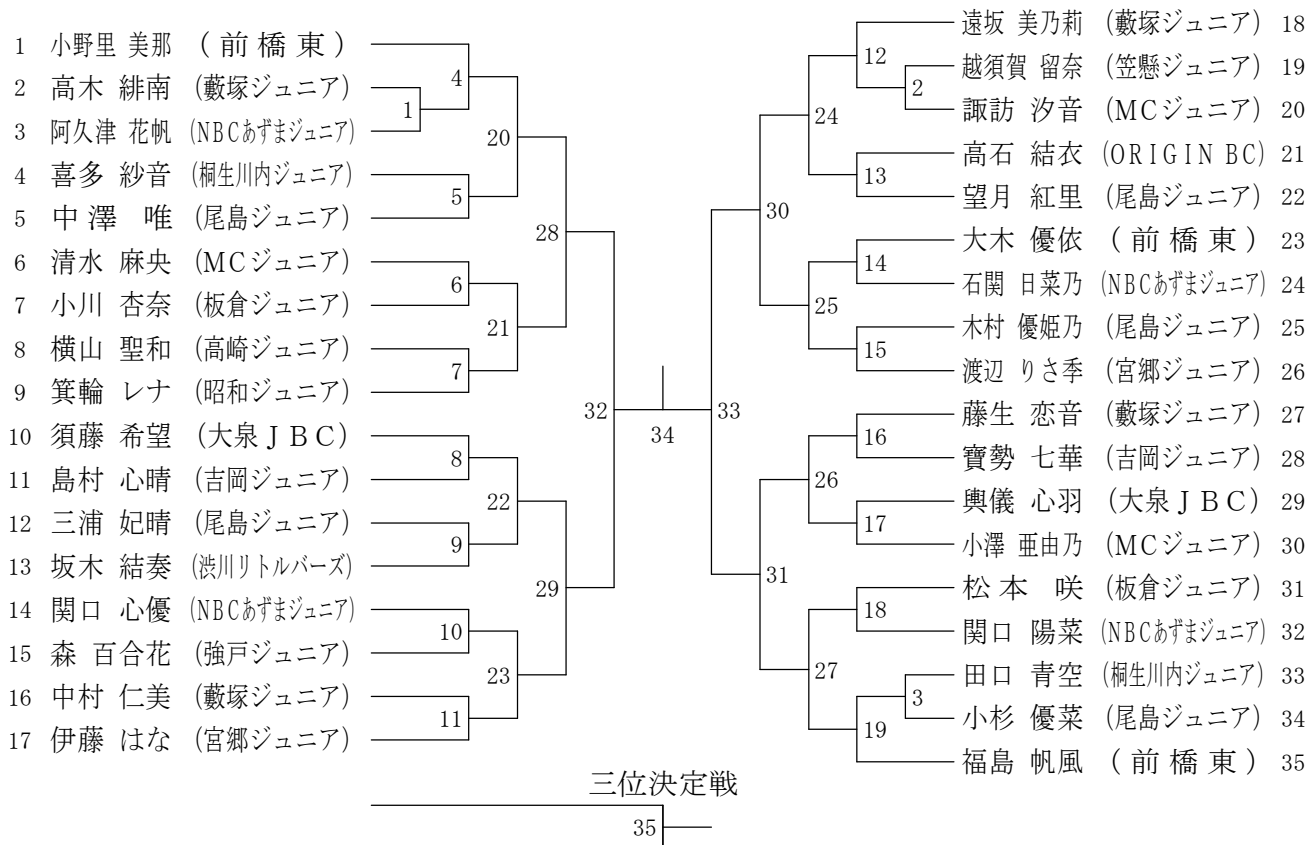 1 小野里 美那 (前橋東)
2 高木 緋南 (藪塚ジュニア)
3 阿久津 花帆 (NBCあずまジュニア)
4 喜多 紗音 (桐生川内ジュニア)
5 中澤 唯 (尾島ジュニア)
6 清水 麻央 (MCジュニア)
7 小川 杏奈 (板倉ジュニア)
8 横山 聖和 (高崎ジュニア)
9 簑輪 レナ (昭和ジュニア)
10 須藤 希望 (大泉JBC)
11 島村 心晴 (吉岡ジュニア)
12 三浦 妃晴 (尾島ジュニア)
13 坂木 結奏 (渋川リトルバーズ)
14 関口 心優 (NBCあずまジュニア)
15 森 百合花 (強戸ジュニア)
16 中村 仁美 (藪塚ジュニア)
17 伊藤 はな (宮郷ジュニア)
1
4
5
6
7
8
9
10
11
20
21
22
23
28
29
32
34
33
30
31
24
25
26
27
12
2
13
14
15
16
17
18
3
19
遠坂 美乃莉 (藪塚ジュニア) 18
越須賀 留奈 (笠懸ジュニア) 19
諏訪 汐音 (MCジュニア) 20
高石 結衣 (ORIGIN BC) 21
望月 紅里 (尾島ジュニア) 22
大木 優依 (前橋東) 23
石関 日菜乃 (NBCあずまジュニア) 24
木村 優姫乃 (尾島ジュニア) 25
渡辺 りさ季 (宮郷ジュニア) 26
藤生 恋音 (藪塚ジュニア) 27
寶勢 七華 (吉岡ジュニア) 28
輿儀 心羽 (大泉JBC) 29
小澤 亜由乃 (MCジュニア) 30
松本 咲 (板倉ジュニア) 31
関口 陽菜 (NBCあずまジュニア) 32
田口 青空 (桐生川内ジュニア) 33
小杉 優菜 (尾島ジュニア) 34
福島 帆風 (前橋東) 35
三位決定戦
35